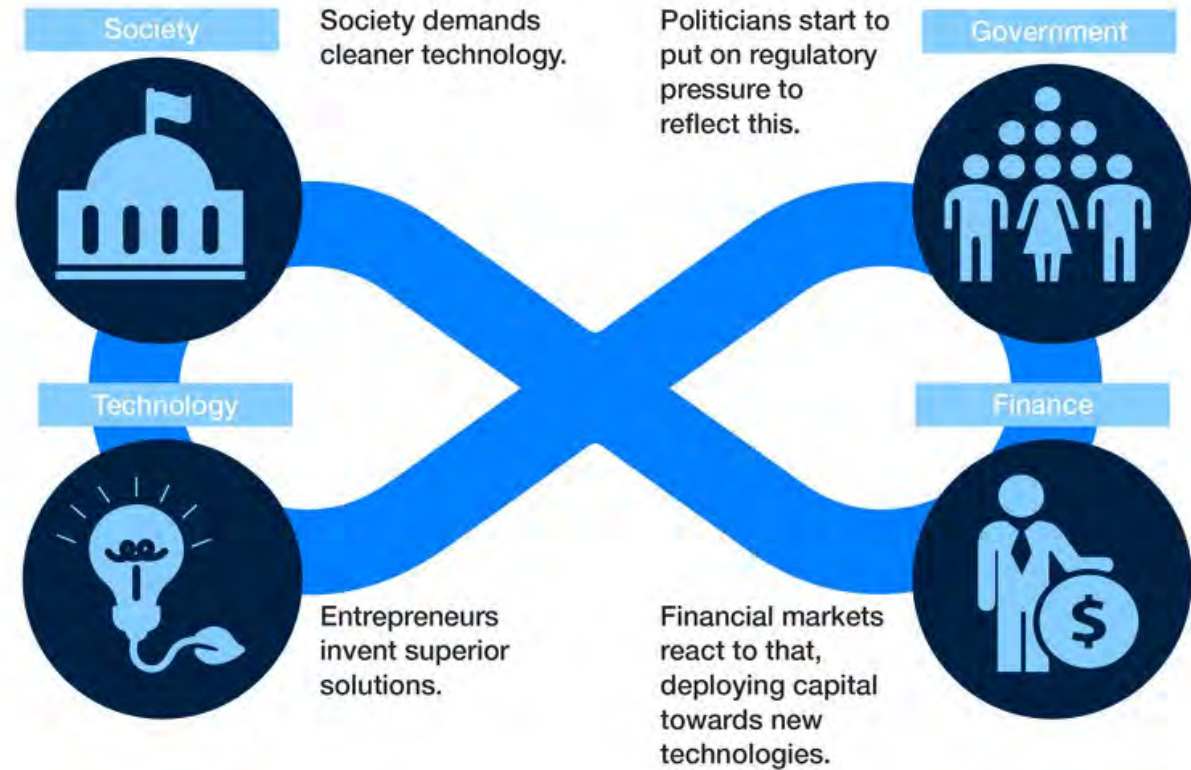 Society
Society demands
cleaner technology.
Politicians start to
put on regulatory
pressure to
reflect this.
Government
Technology
Entrepreneurs
invent superior
solutions.
Finance
$
Financial markets
react to that,
deploying capital
towards new
technologies.